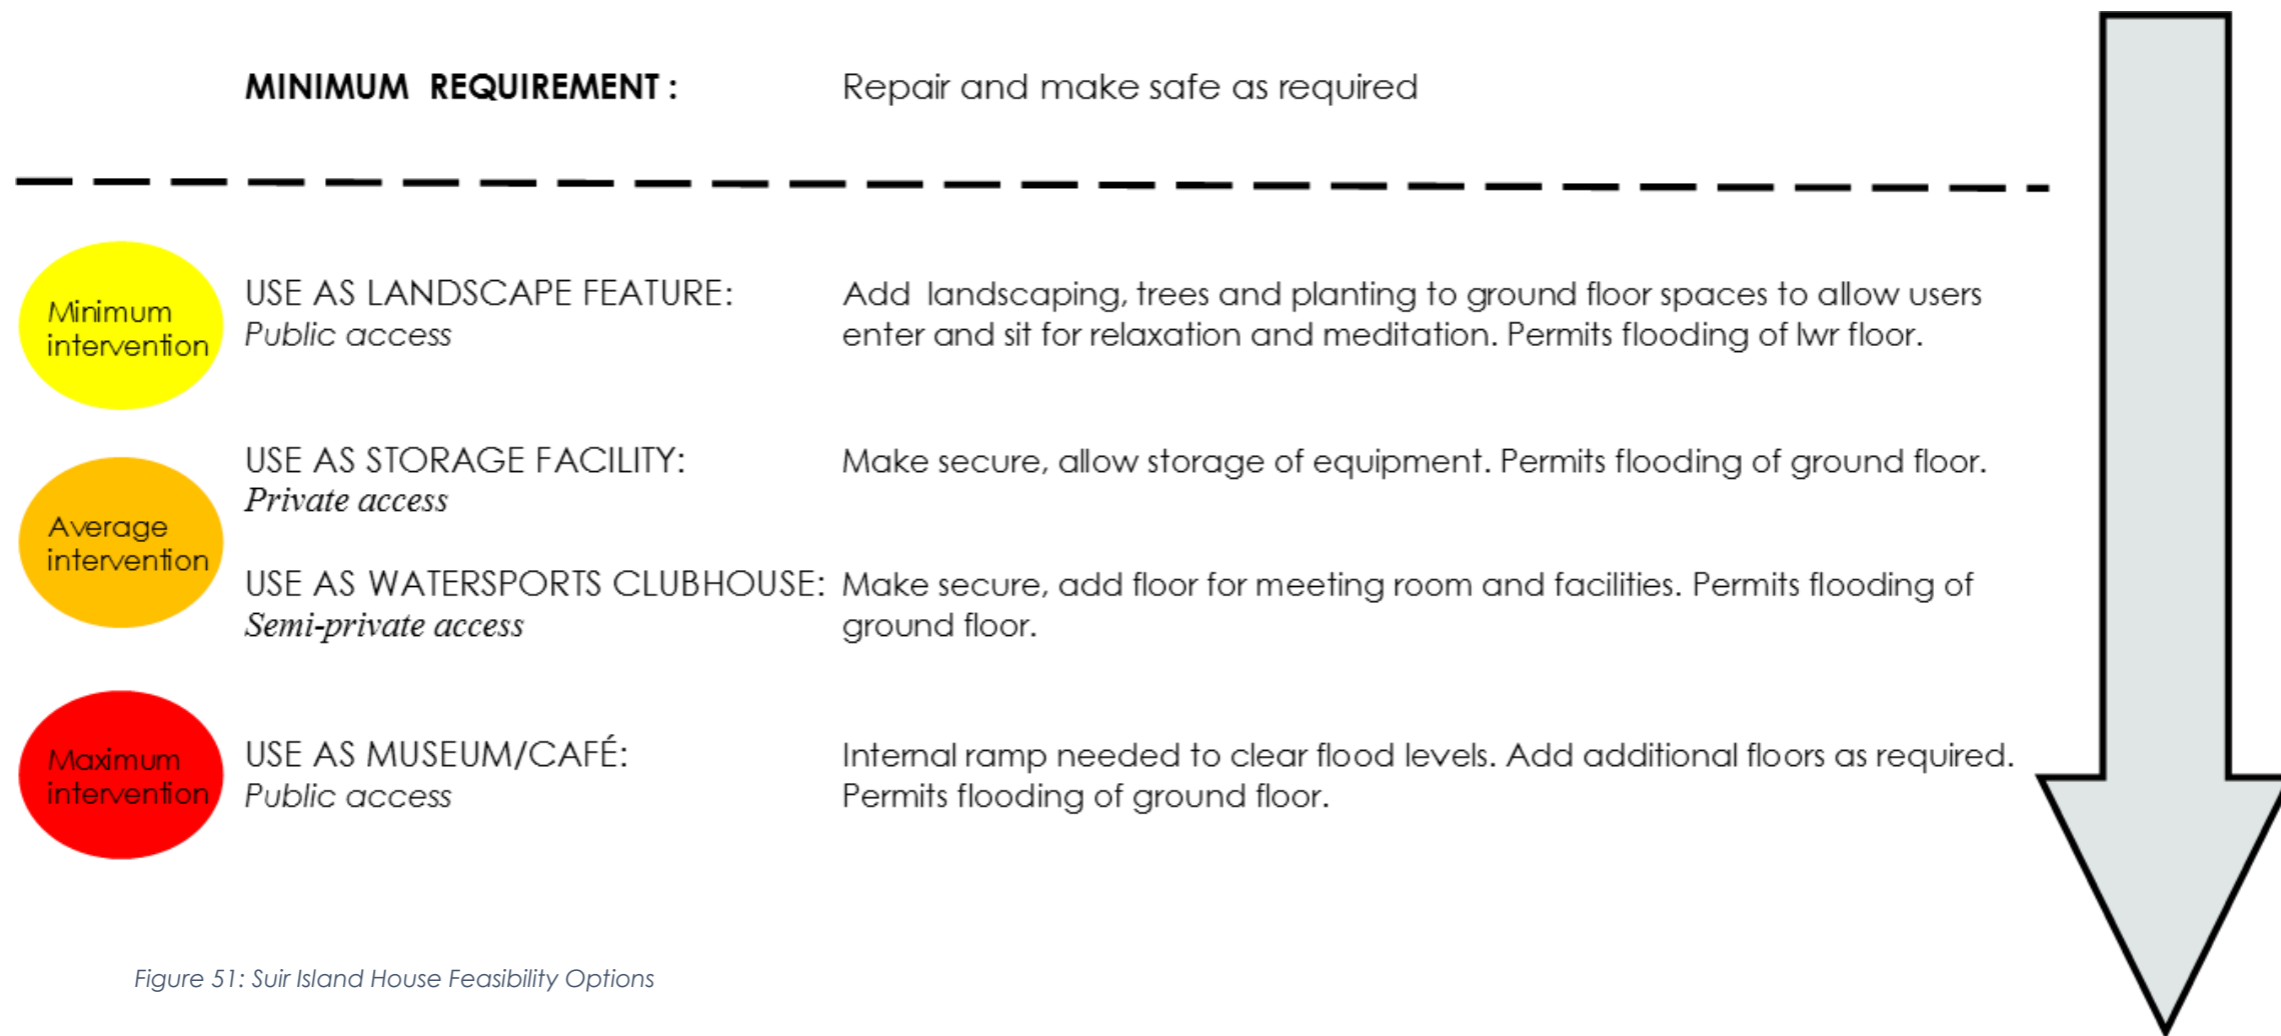 MINIMUM REQUIREMENT : Repair and make safe as required
Minimum
intervention
USE AS LANDSCAPE FEATURE: Add landscaping, trees and planting to ground floor spaces to allow users
Public access enter and sit for relaxation and meditation. Permits flooding of lwr floor.
Average
intervention
USE AS STORAGE FACILITY: Make secure, allow storage of equipment. Permits flooding of ground floor.
Private access
USE AS WATERSPORTS CLUBHOUSE: Make secure, add floor for meeting room and facilities. Permits flooding of
Semi-private access ground floor.
Maximum
intervention
USE AS MUSEUM/CAFÉ: Internal ramp needed to clear flood levels. Add additional floors as required.
Public access Permits flooding of ground floor.
Figure 51: Suir Island House Feasibility Options